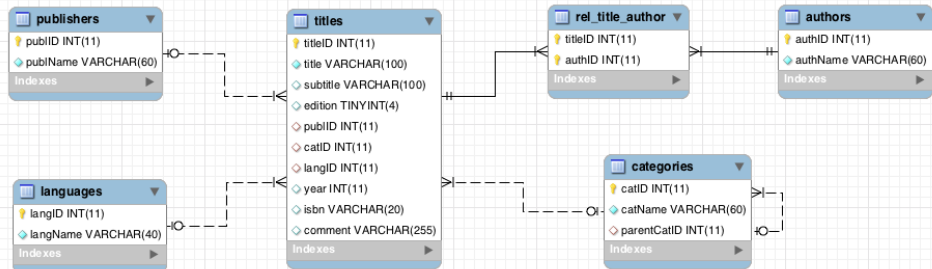 publishers
publID INT(11)
publName VARCHAR(60)
Indexes
titles
titleID INT(11)
title VARCHAR(100)
subtitle VARCHAR(100)
edition TINYINT(4)
publID INT(11)
catID INT(11)
langID INT(11)
year INT(11)
isbn VARCHAR(20)
comment VARCHAR(255)
Indexes
rel_title_author
titleID INT(11)
authID INT(11)
Indexes
authors
authID INT(11)
authName VARCHAR(60)
Indexes
languages
langID INT(11)
langName VARCHAR(40)
Indexes
categories
catID INT(11)
catName VARCHAR(60)
parentCatID INT(11)
Indexes